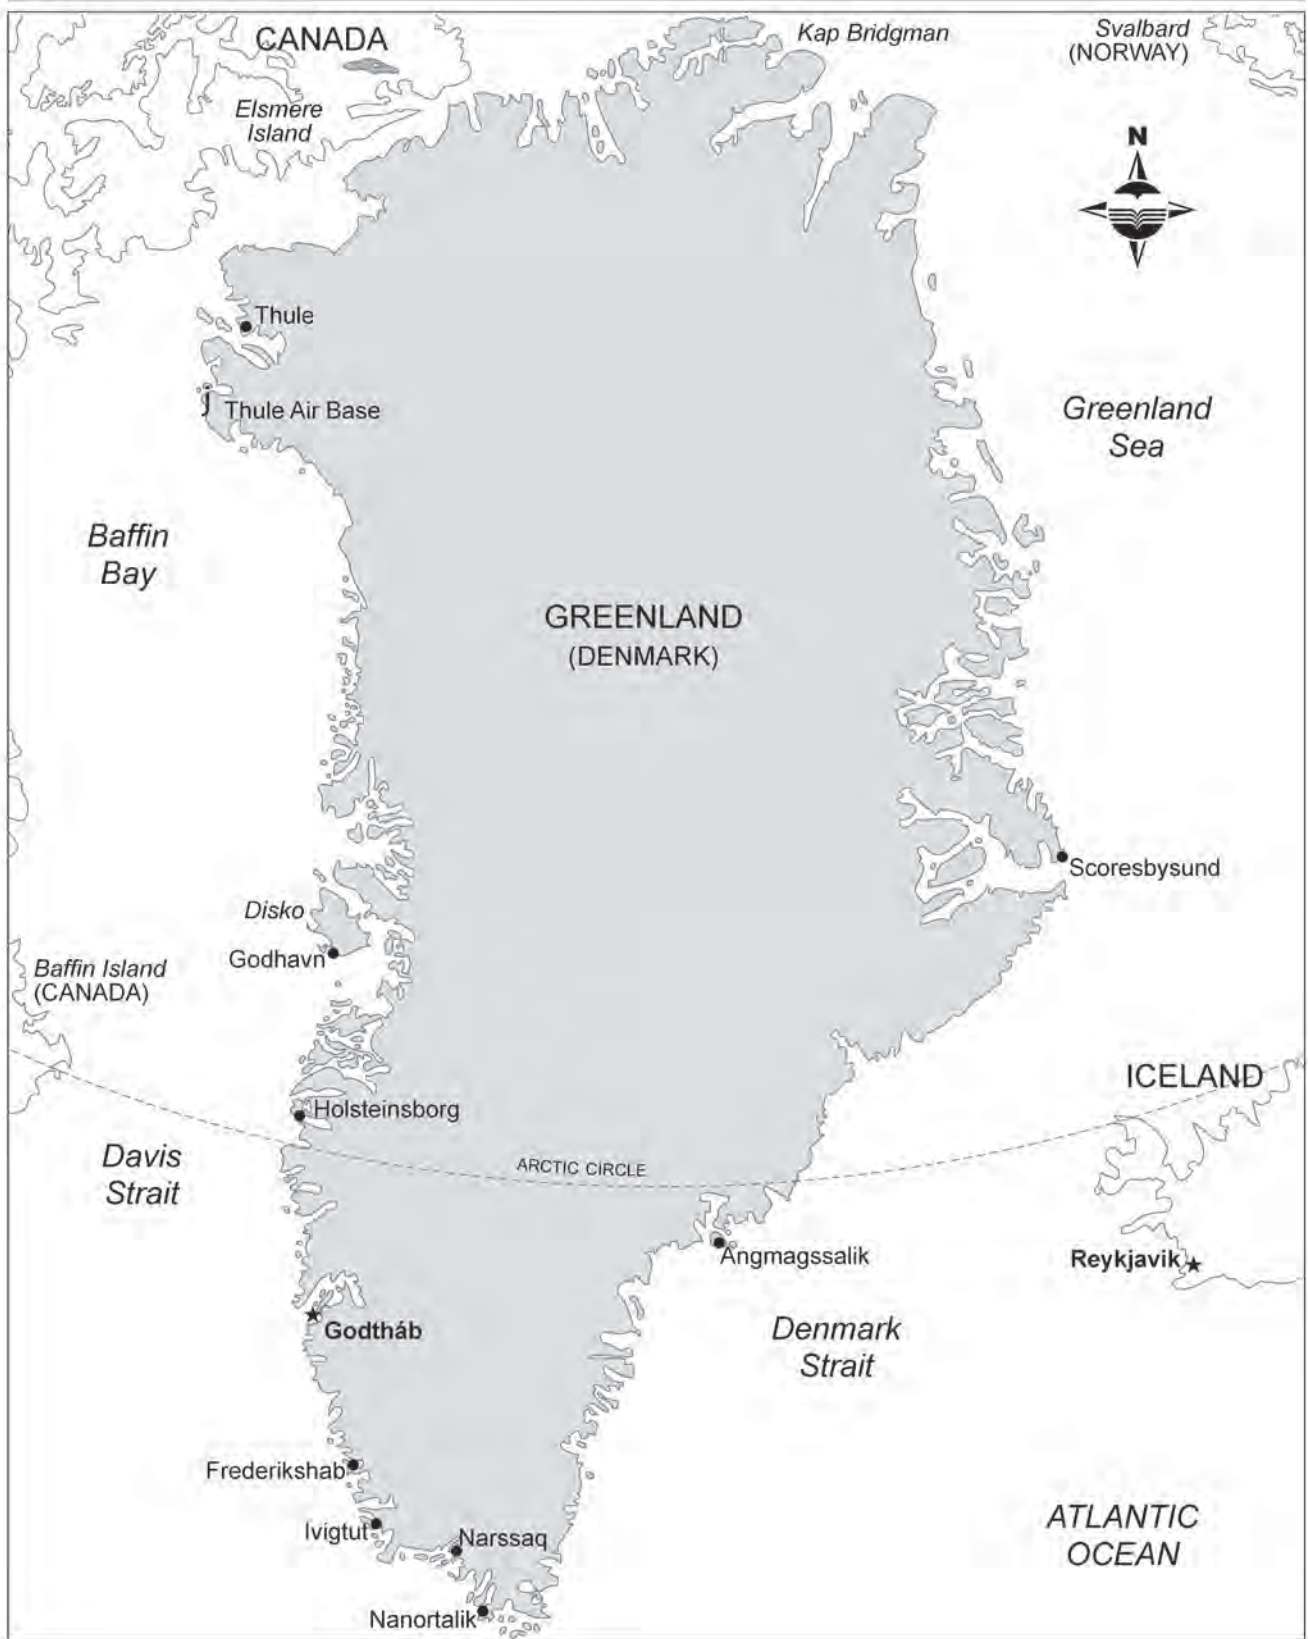 CANADA
Kap Bridgman
Svalbard
(NORWAY)
Elsmere
Island
N
Thule
Thule Air Base
Greenland
Sea
Baffin
Bay
GREENLAND
(DENMARK)
Scoresbysund
Disko
Godhavn
Baffin Island
(CANADA)
ICELAND
Holsteinsborg
Davis
Strait
ARCTIC CIRCLE
Angmagssalik
Reykjavik
Godtháb
Denmark
Strait
Frederikshab
Ivigtut
Narssaq
ATLANTIC
OCEAN
Nanortalik